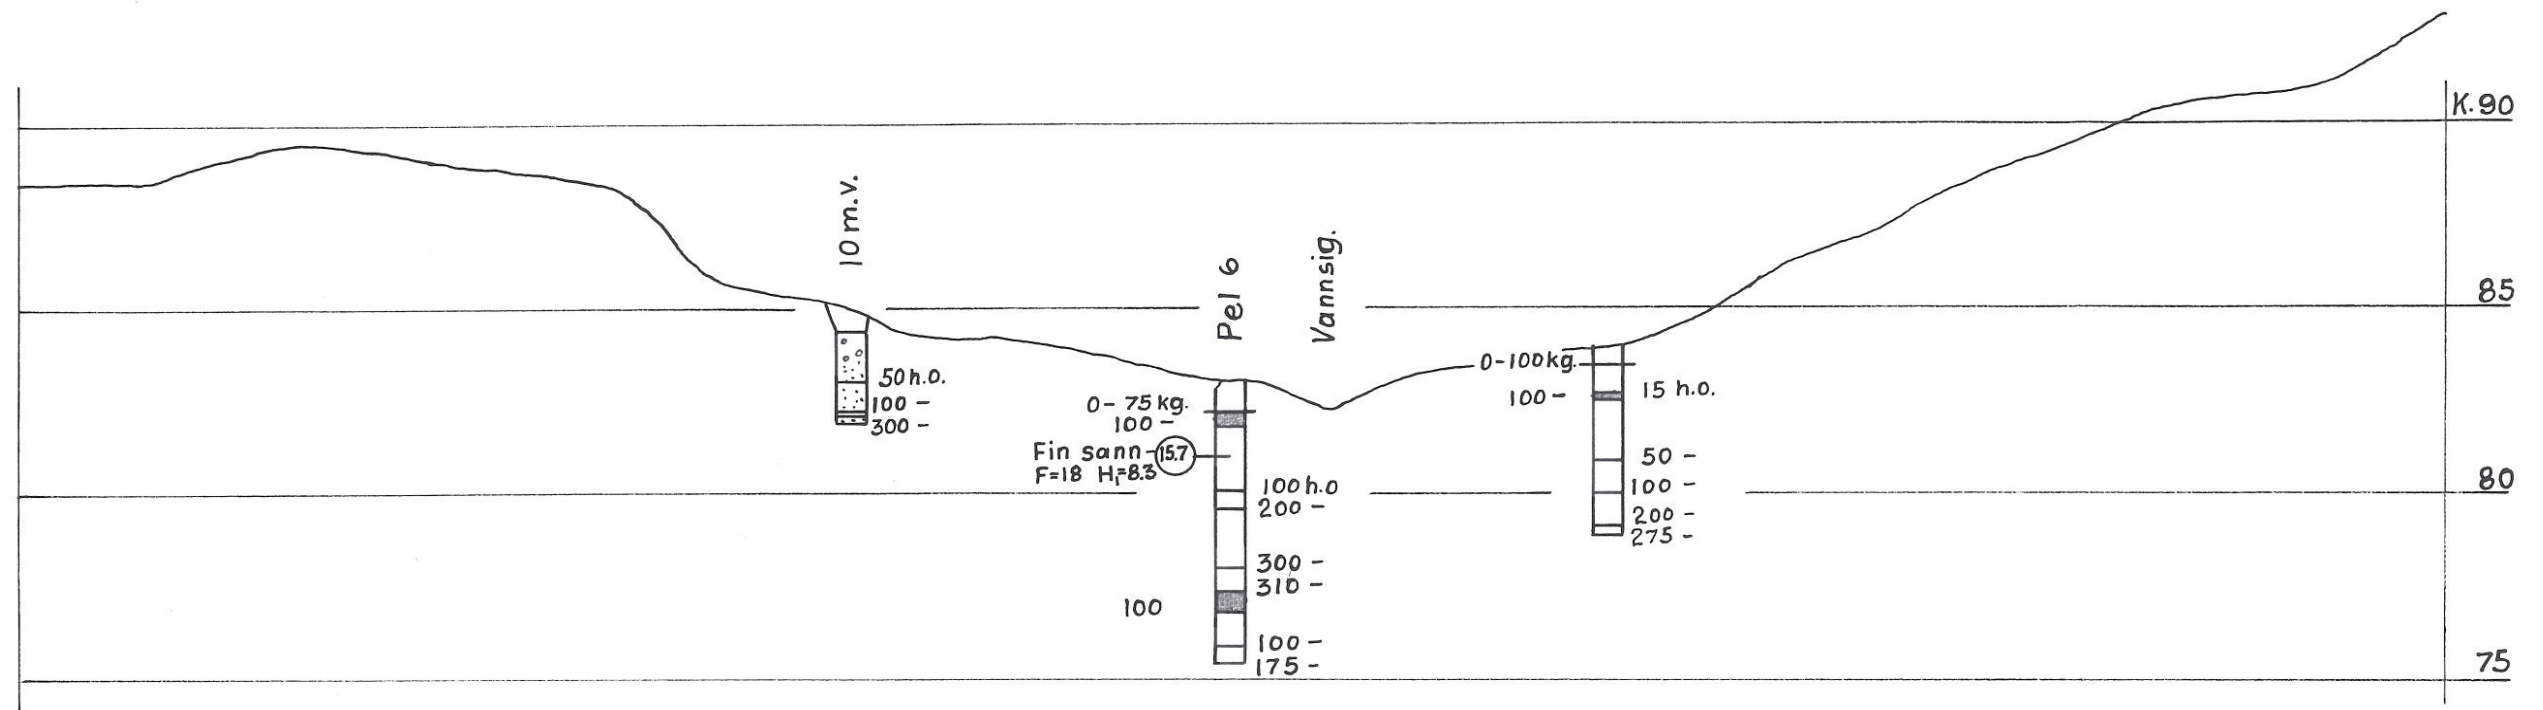 K.90
85
80
75
10 m.v.
50 h.o.
100 -
300 -
Pel 6
Vannsig.
0 - 75 kg.
100 -
Fin sann - 15.7
F=18 H₁=8.3
100 h.o
200 -
300 -
310 -
100
100 -
175 -
0 - 100 kg.
100 -
15 h.o.
50 -
100 -
200 -
275 -